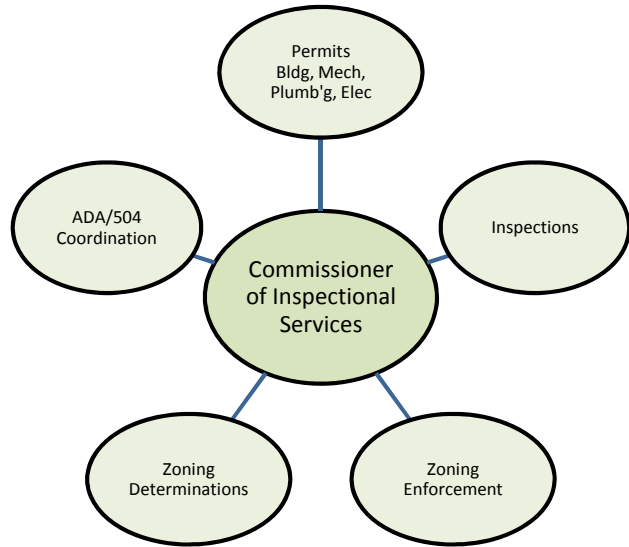 Permits
Bldg, Mech,
Plumb'g, Elec
ADA/504
Coordination
Inspections
Commissioner
of Inspectional
Services
Zoning
Determinations
Zoning
Enforcement